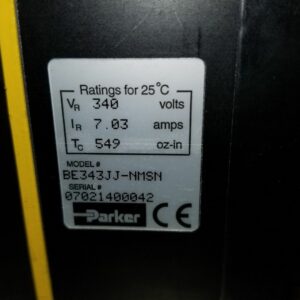 Ratings for 25°C
VR 340 volts
IR 7.03 amps
TC 549 oz-in
MODEL #
BE343JJ-NMSN
SERIAL #
07021400042
Parker CE